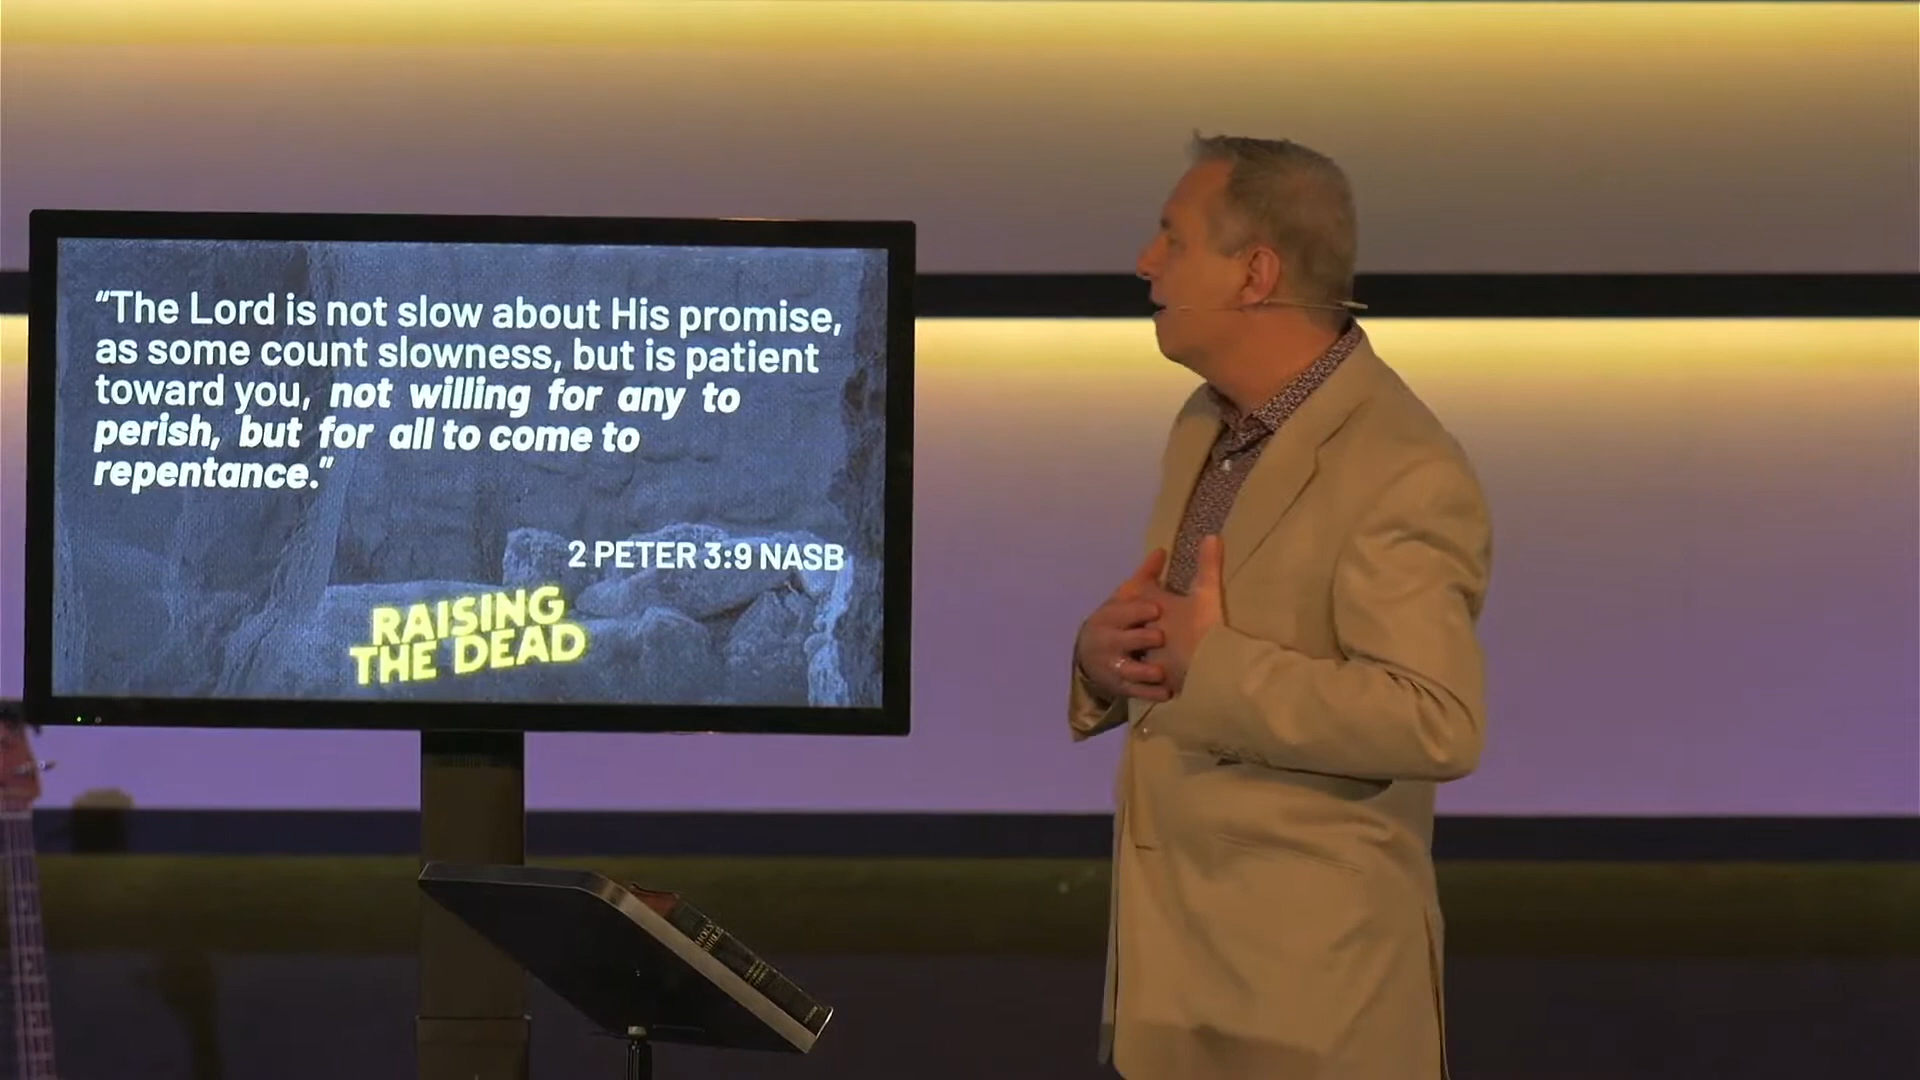 “The Lord is not slow about His promise,
as some count slowness, but is patient
toward you, not willing for any to
perish, but for all to come to
repentance.”
2 PETER 3:9 NASB
RAISING
THE DEAD
HOLY
BIBLE